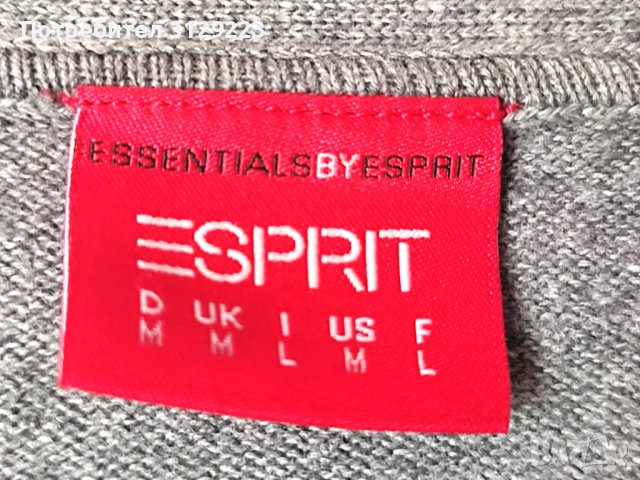 Потребител 3129223
ESSENTIALSBYESPRIT
ESPRIT
D UK I US F
M M L M L